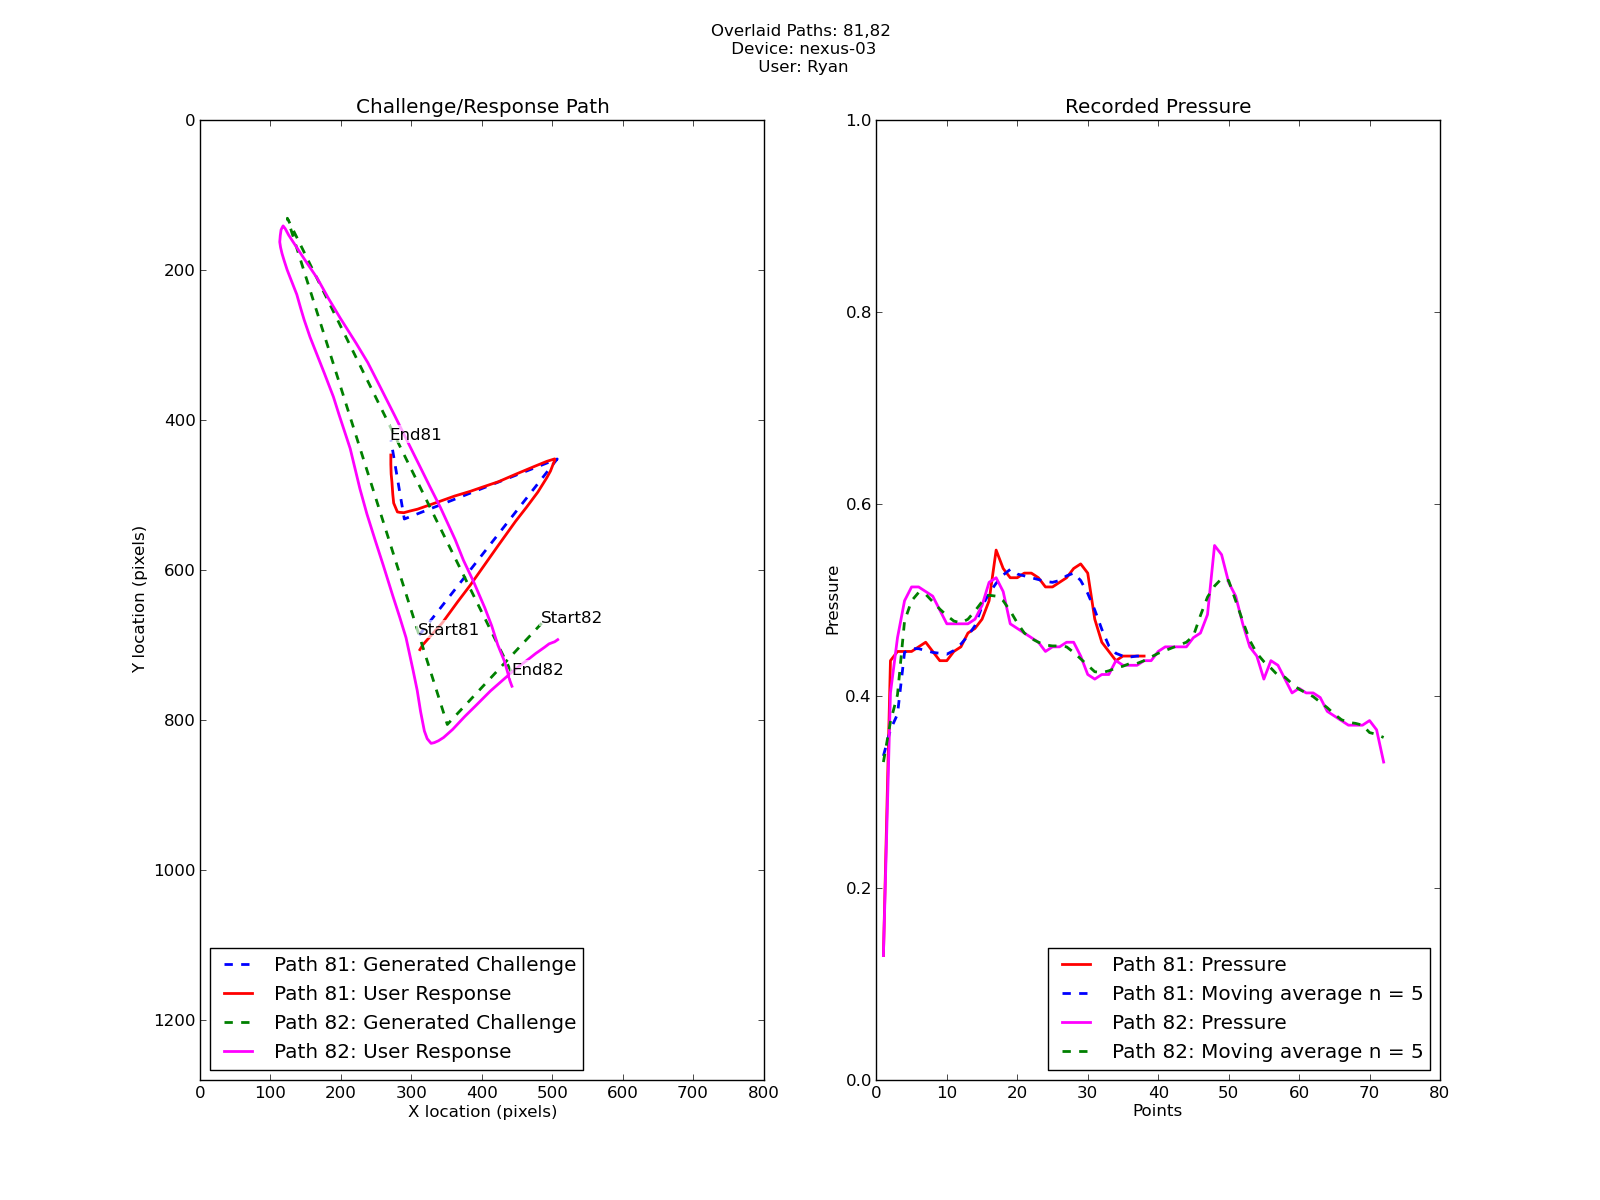 Overlaid Paths: 81,82
Device: nexus-03
User: Ryan
Challenge/Response Path
0
200
400
600
800
1000
1200
Y location (pixels)
End81
Start81
Start82
End82
Path 81: Generated Challenge
Path 81: User Response
Path 82: Generated Challenge
Path 82: User Response
0 100 200 300 400 500 600 700 800
X location (pixels)
Recorded Pressure
1.0
0.8
0.6
0.4
0.2
0.0
Pressure
Path 81: Pressure
Path 81: Moving average n = 5
Path 82: Pressure
Path 82: Moving average n = 5
0 10 20 30 40 50 60 70 80
Points